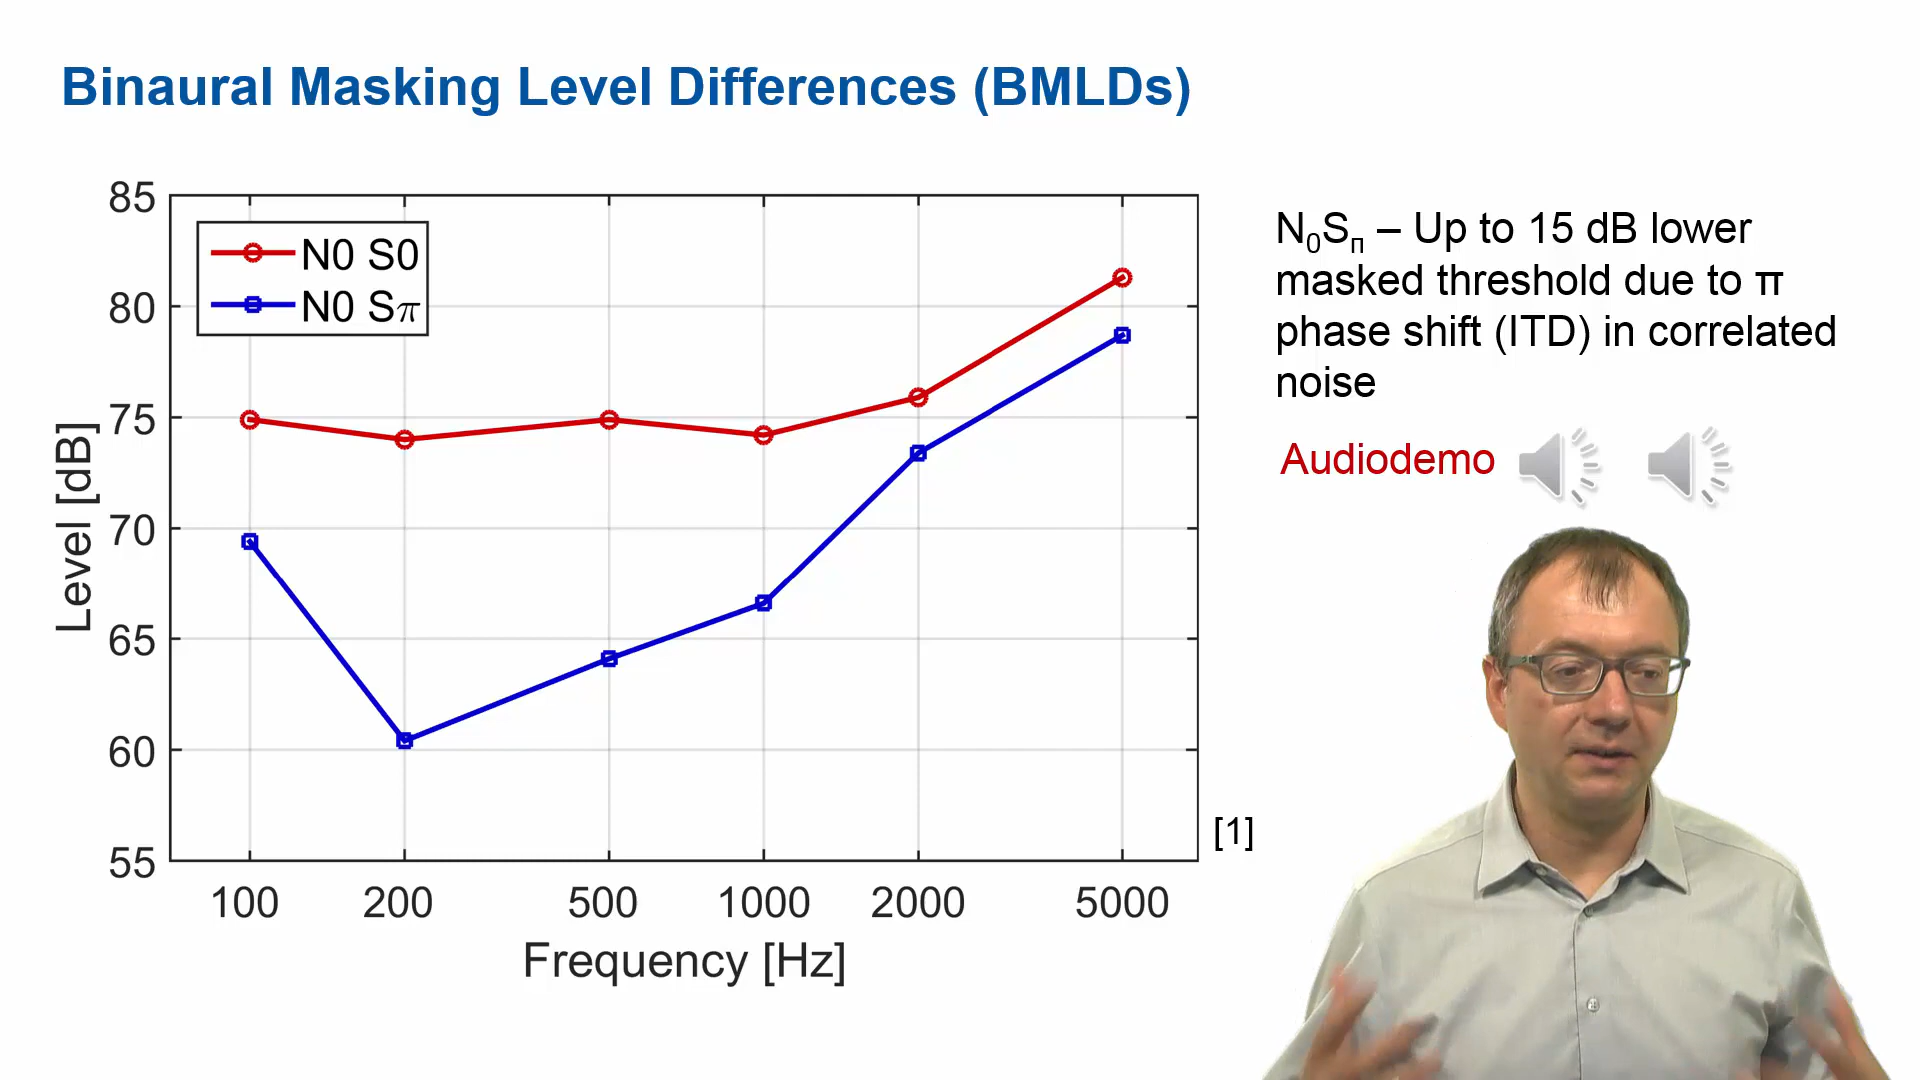 Binaural Masking Level Differences (BMLDs)
85
80
75
70
65
60
55
Level [dB]
N0 S0
N0 Sπ
100 200 500 1000 2000 5000
Frequency [Hz]
[1]
N₀Sπ – Up to 15 dB lower
masked threshold due to π
phase shift (ITD) in correlated
noise
Audiodemo